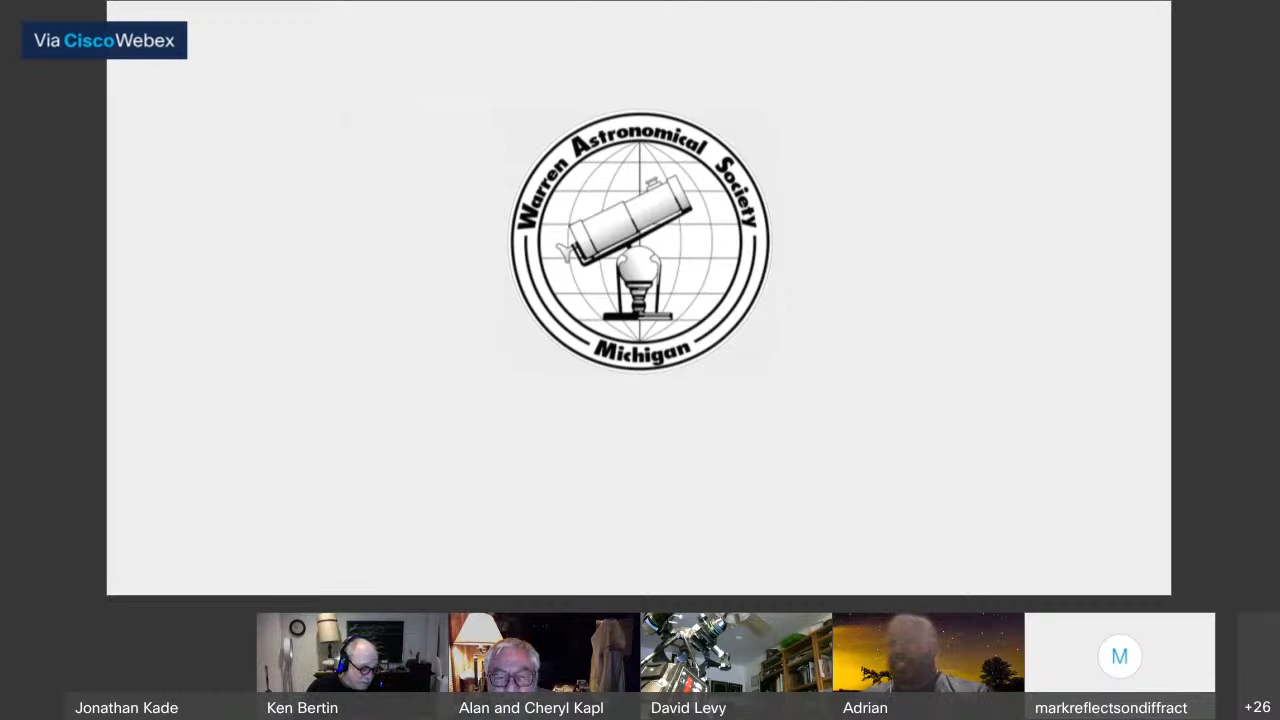 Via CiscoWebex
Warren Astronomical Society
Michigan
M
Jonathan Kade
Ken Bertin
Alan and Cheryl Kapl
David Levy
Adrian
markreflectsondiffract
+26